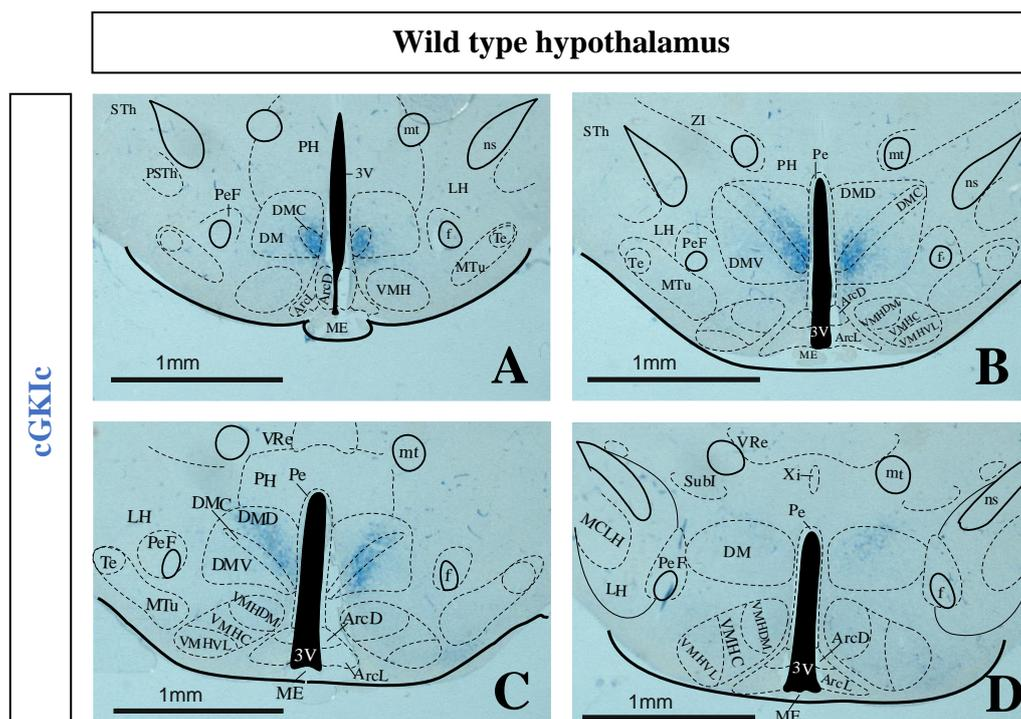 Wild type hypothalamus
cGKIc
STh
mt
PH
ns
PSTh
3V
PeF
LH
DMC
DM
f
Te
MTu
ArcL
ArcD
VMH
ME
1mm
A
ZI
STh
Pe
mt
PH
DMD
ns
DMC
LH
PeF
Te
DMV
f
MTu
ArcD
VMHDM
VMHC
VMHVL
3V
ArcL
ME
1mm
B
VRe
mt
PH
Pe
DMC
DMD
LH
PeF
Te
DMV
f
MTu
VMHDM
VMHC
VMHVL
ArcD
3V
ArcL
ME
1mm
C
VRe
SubI
Xi
mt
ns
Pe
MCLH
DM
PeF
LH
f
VMHDM
VMHC
VMHVL
ArcD
3V
ArcL
ME
1mm
D